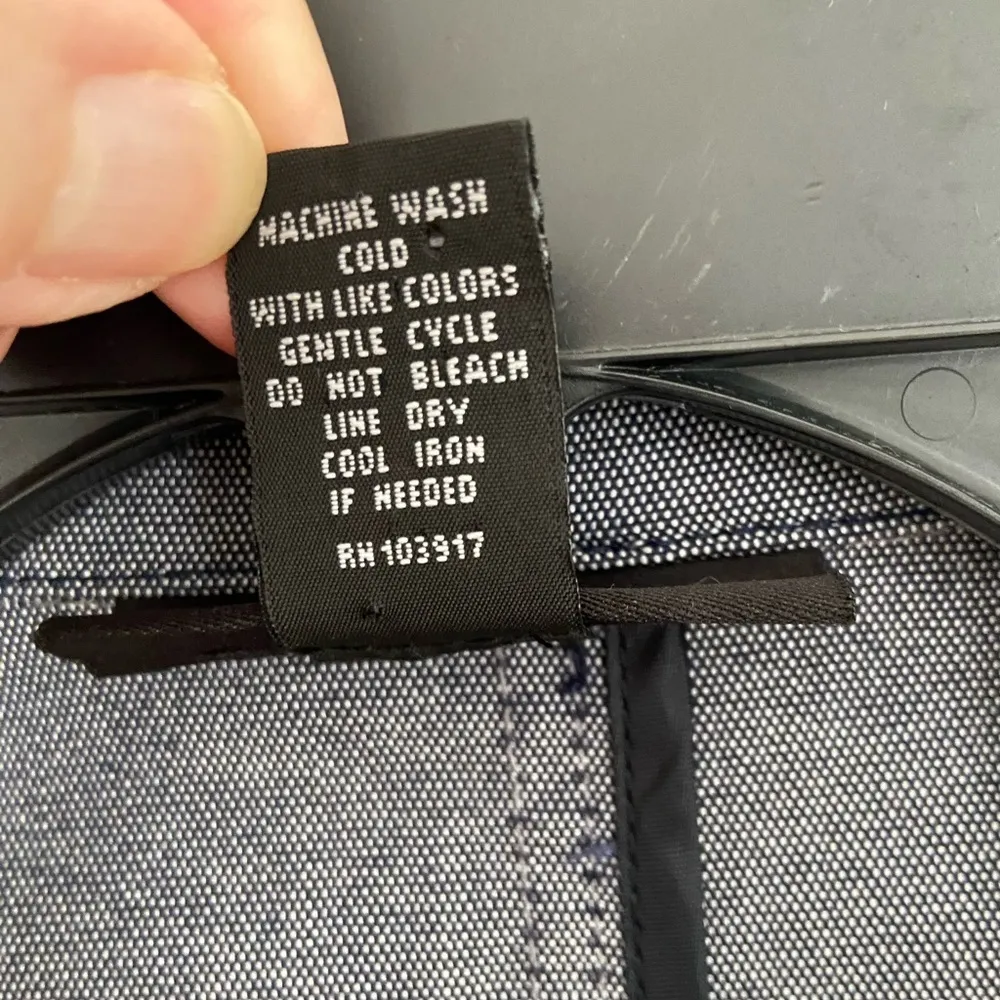 MACHINE WASH
COLD
WITH LIKE COLORS
GENTLE CYCLE
DO NOT BLEACH
LINE DRY
COOL IRON
IF NEEDED
RN 103917